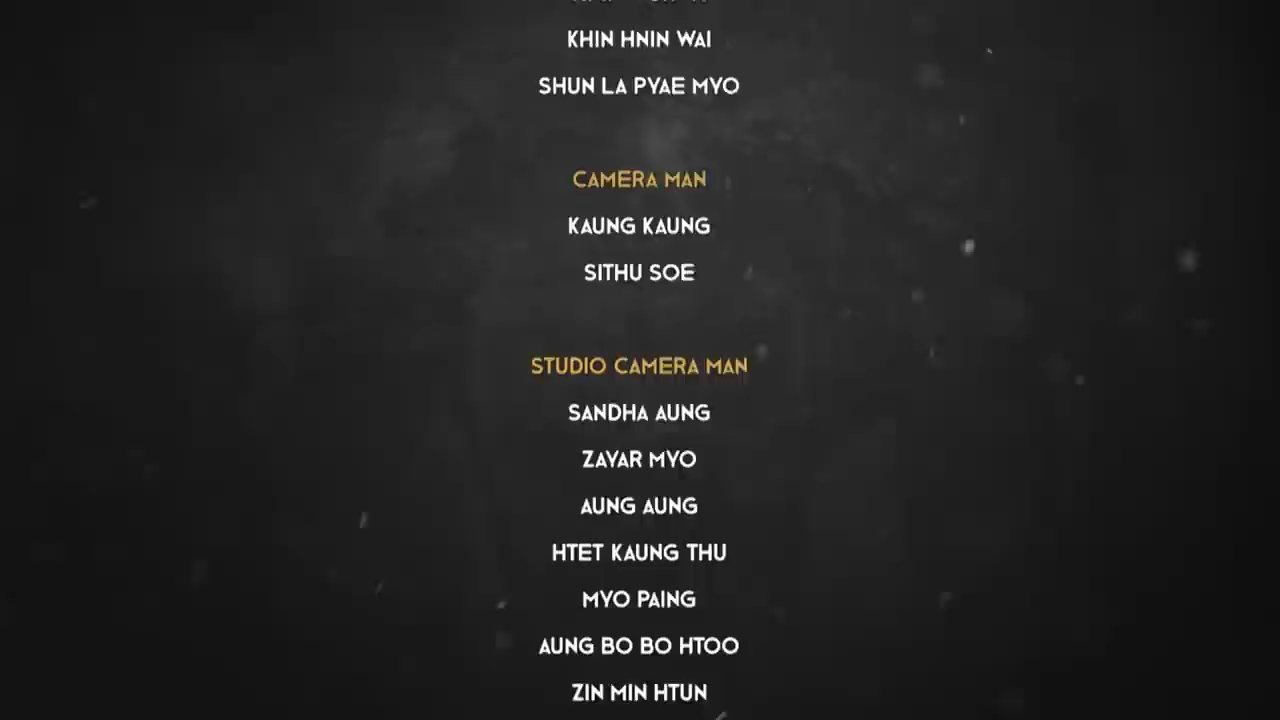 KHIN HNIN WAI
SHUN LA PYAE MYO
CAMERA MAN
KAUNG KAUNG
SITHU SOE
STUDIO CAMERA MAN
SANDHA AUNG
ZAYAR MYO
AUNG AUNG
HTET KAUNG THU
MYO PAING
AUNG BO BO HTOO
ZIN MIN HTUN